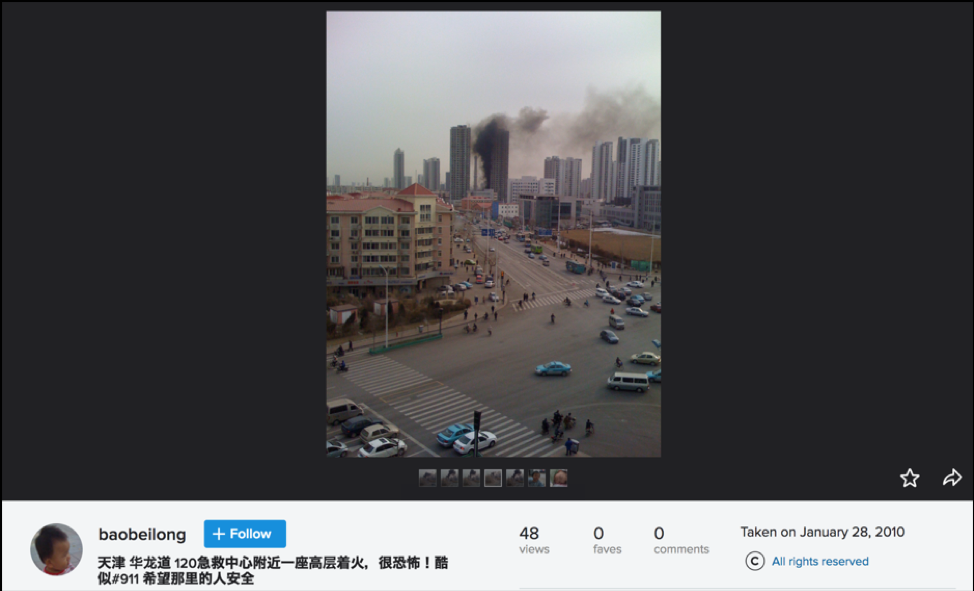 baobeilong
+ Follow
天津 华龙道 120急救中心附近一座高层着火，很恐怖！酷
似#911 希望那里的人安全
48
views
0
faves
0
comments
Taken on January 28, 2010
© All rights reserved